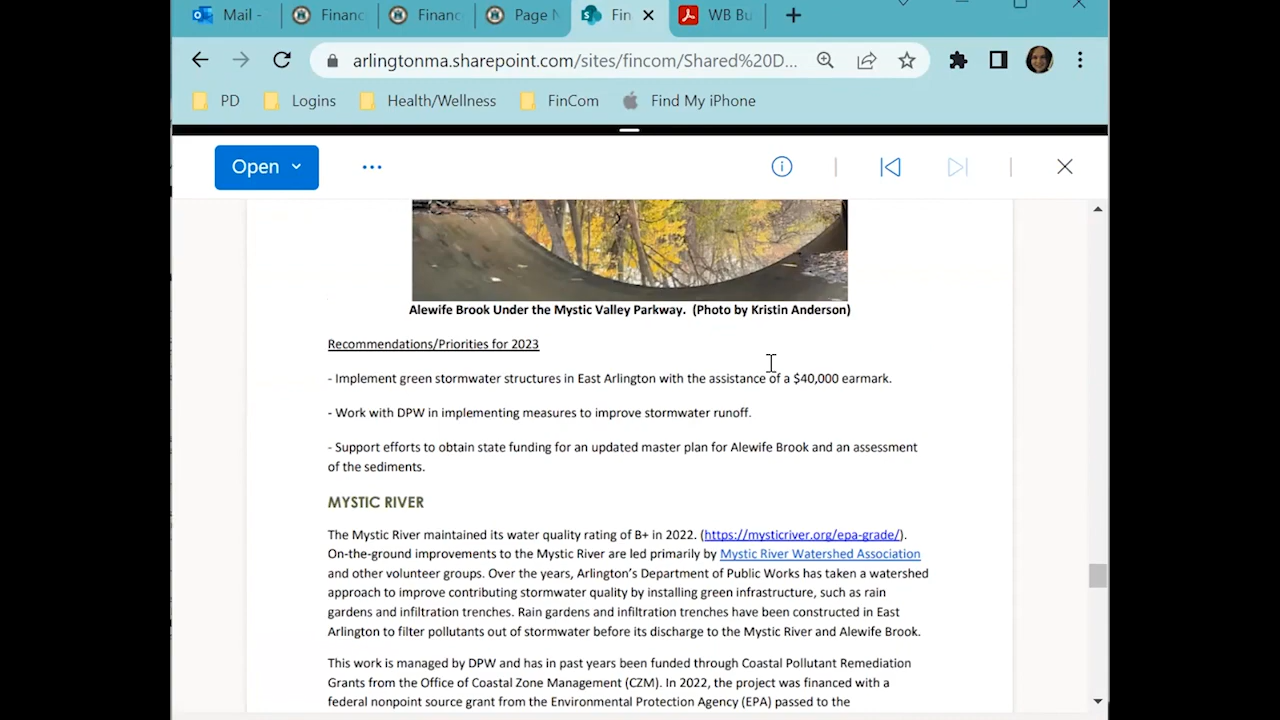 Mail -
Financ
Financ
Page N
Fin
WB Bu
arlingtonma.sharepoint.com/sites/fincom/Shared%20D...
PD
Logins
Health/Wellness
FinCom
Find My iPhone
Open
Alewife Brook Under the Mystic Valley Parkway. (Photo by Kristin Anderson)
Recommendations/Priorities for 2023
- Implement green stormwater structures in East Arlington with the assistance of a $40,000 earmark.
- Work with DPW in implementing measures to improve stormwater runoff.
- Support efforts to obtain state funding for an updated master plan for Alewife Brook and an assessment
of the sediments.
MYSTIC RIVER
The Mystic River maintained its water quality rating of B+ in 2022. (https://mysticriver.org/epa-grade/).
On-the-ground improvements to the Mystic River are led primarily by Mystic River Watershed Association
and other volunteer groups. Over the years, Arlington’s Department of Public Works has taken a watershed
approach to improve contributing stormwater quality by installing green infrastructure, such as rain
gardens and infiltration trenches. Rain gardens and infiltration trenches have been constructed in East
Arlington to filter pollutants out of stormwater before its discharge to the Mystic River and Alewife Brook.
This work is managed by DPW and has in past years been funded through Coastal Pollutant Remediation
Grants from the Office of Coastal Zone Management (CZM). In 2022, the project was financed with a
federal nonpoint source grant from the Environmental Protection Agency (EPA) passed to the